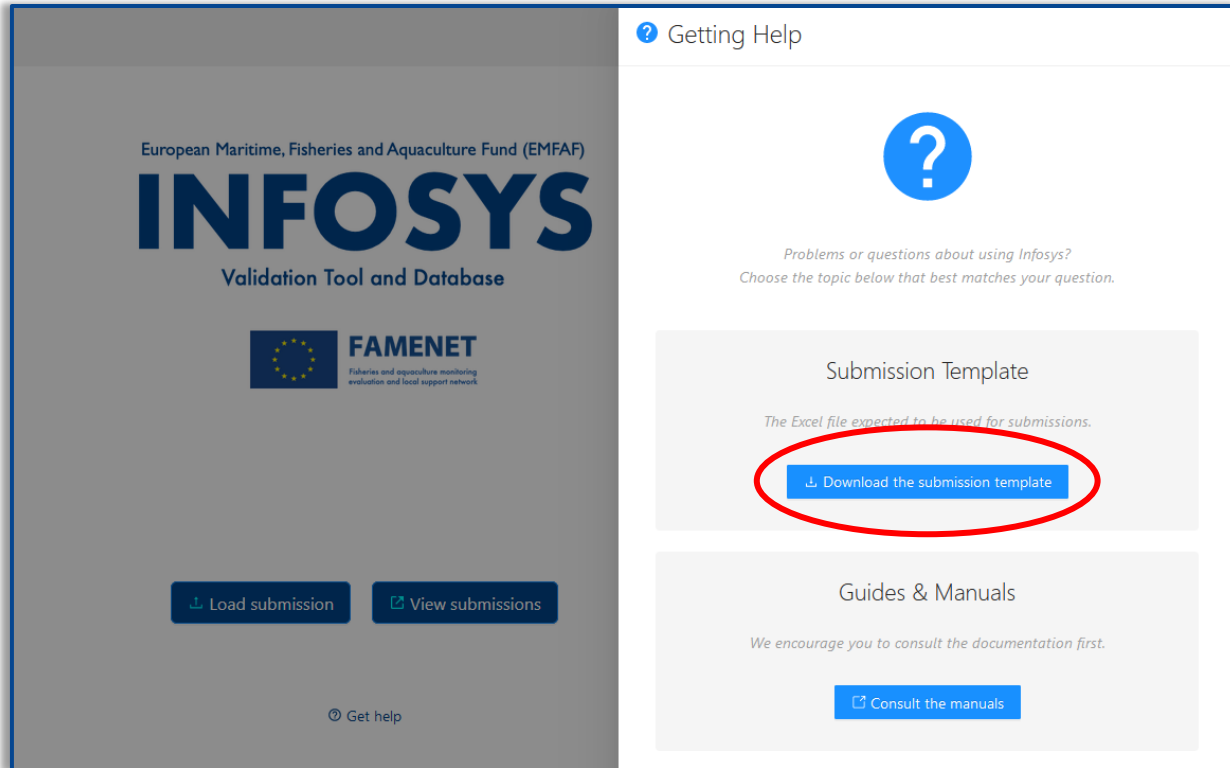 European Maritime, Fisheries and Aquaculture Fund (EMFAF)
INFOSYS
Validation Tool and Database
FAMENET
Fisheries and aquaculture monitoring
evaluation and local support network
Load submission
View submissions
Get help
Getting Help
Problems or questions about using Infosys?
Choose the topic below that best matches your question.
Submission Template
The Excel file expected to be used for submissions.
Download the submission template
Guides & Manuals
We encourage you to consult the documentation first.
Consult the manuals